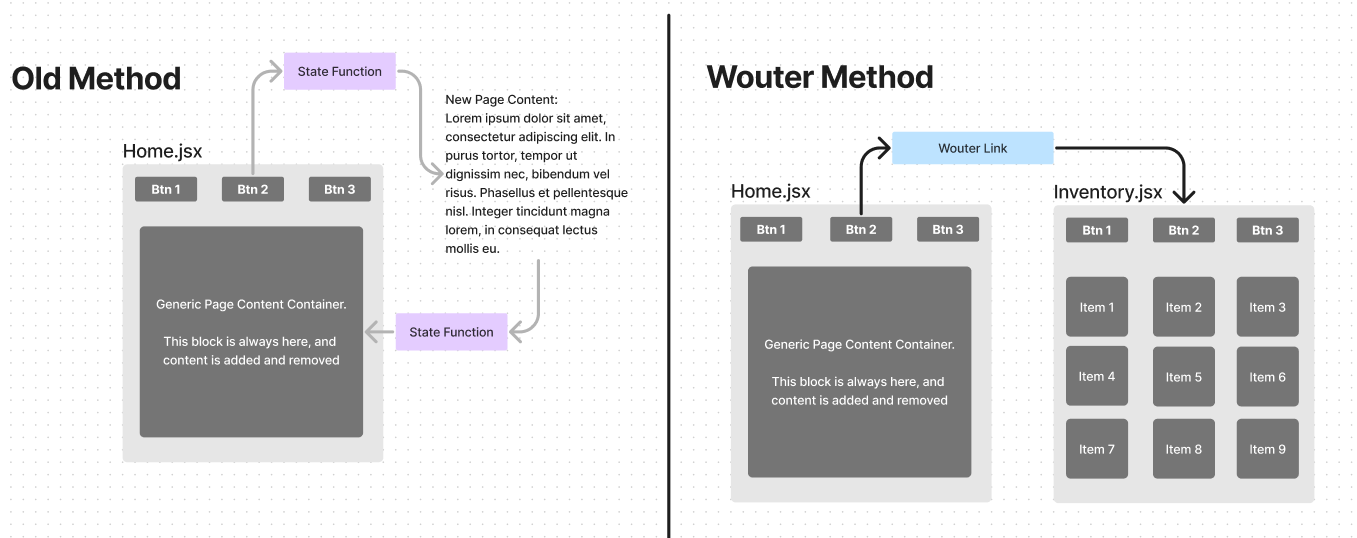 Old Method
State Function
New Page Content:
Lorem ipsum dolor sit amet,
consectetur adipiscing elit. In
purus tortor, tempor ut
dignissim nec, bibendum vel
risus. Phasellus et pellentesque
nisl. Integer tincidunt magna
lorem, in consequat lectus
mollis eu.
Home.jsx
Btn 1
Btn 2
Btn 3
Generic Page Content Container.
This block is always here, and
content is added and removed
State Function
Wouter Method
Wouter Link
Home.jsx
Btn 1
Btn 2
Btn 3
Generic Page Content Container.
This block is always here, and
content is added and removed
Inventory.jsx
Btn 1
Btn 2
Btn 3
Item 1
Item 2
Item 3
Item 4
Item 5
Item 6
Item 7
Item 8
Item 9